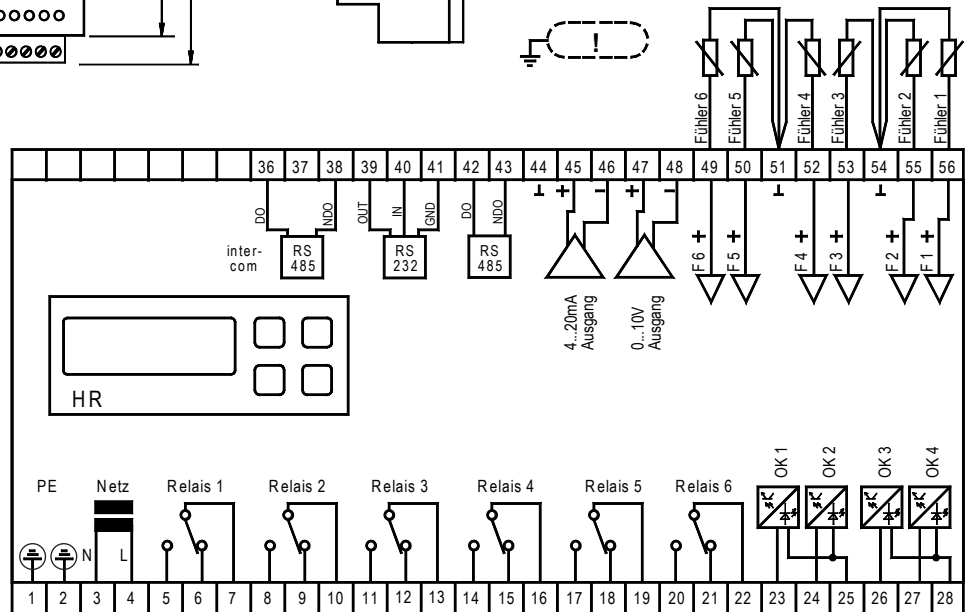 !
Fühler 6 Fühler 5 Fühler 4 Fühler 3 Fühler 2 Fühler 1
36 37 38 39 40 41 42 43 44 45 46 47 48 49 50 51 52 53 54 55 56
DO NDO OUT IN GND DO NDO ⊥ + – + – ⊥ ⊥
inter-
com
RS
485
RS
232
RS
485
F 6 + F 5 + F 4 + F 3 + F 2 + F 1 +
4...20mA
Ausgang
0...10V
Ausgang
HR
OK 1 OK 2 OK 3 OK 4
PE Netz Relais 1 Relais 2 Relais 3 Relais 4 Relais 5 Relais 6
N L
1 2 3 4 5 6 7 8 9 10 11 12 13 14 15 16 17 18 19 20 21 22 23 24 25 26 27 28